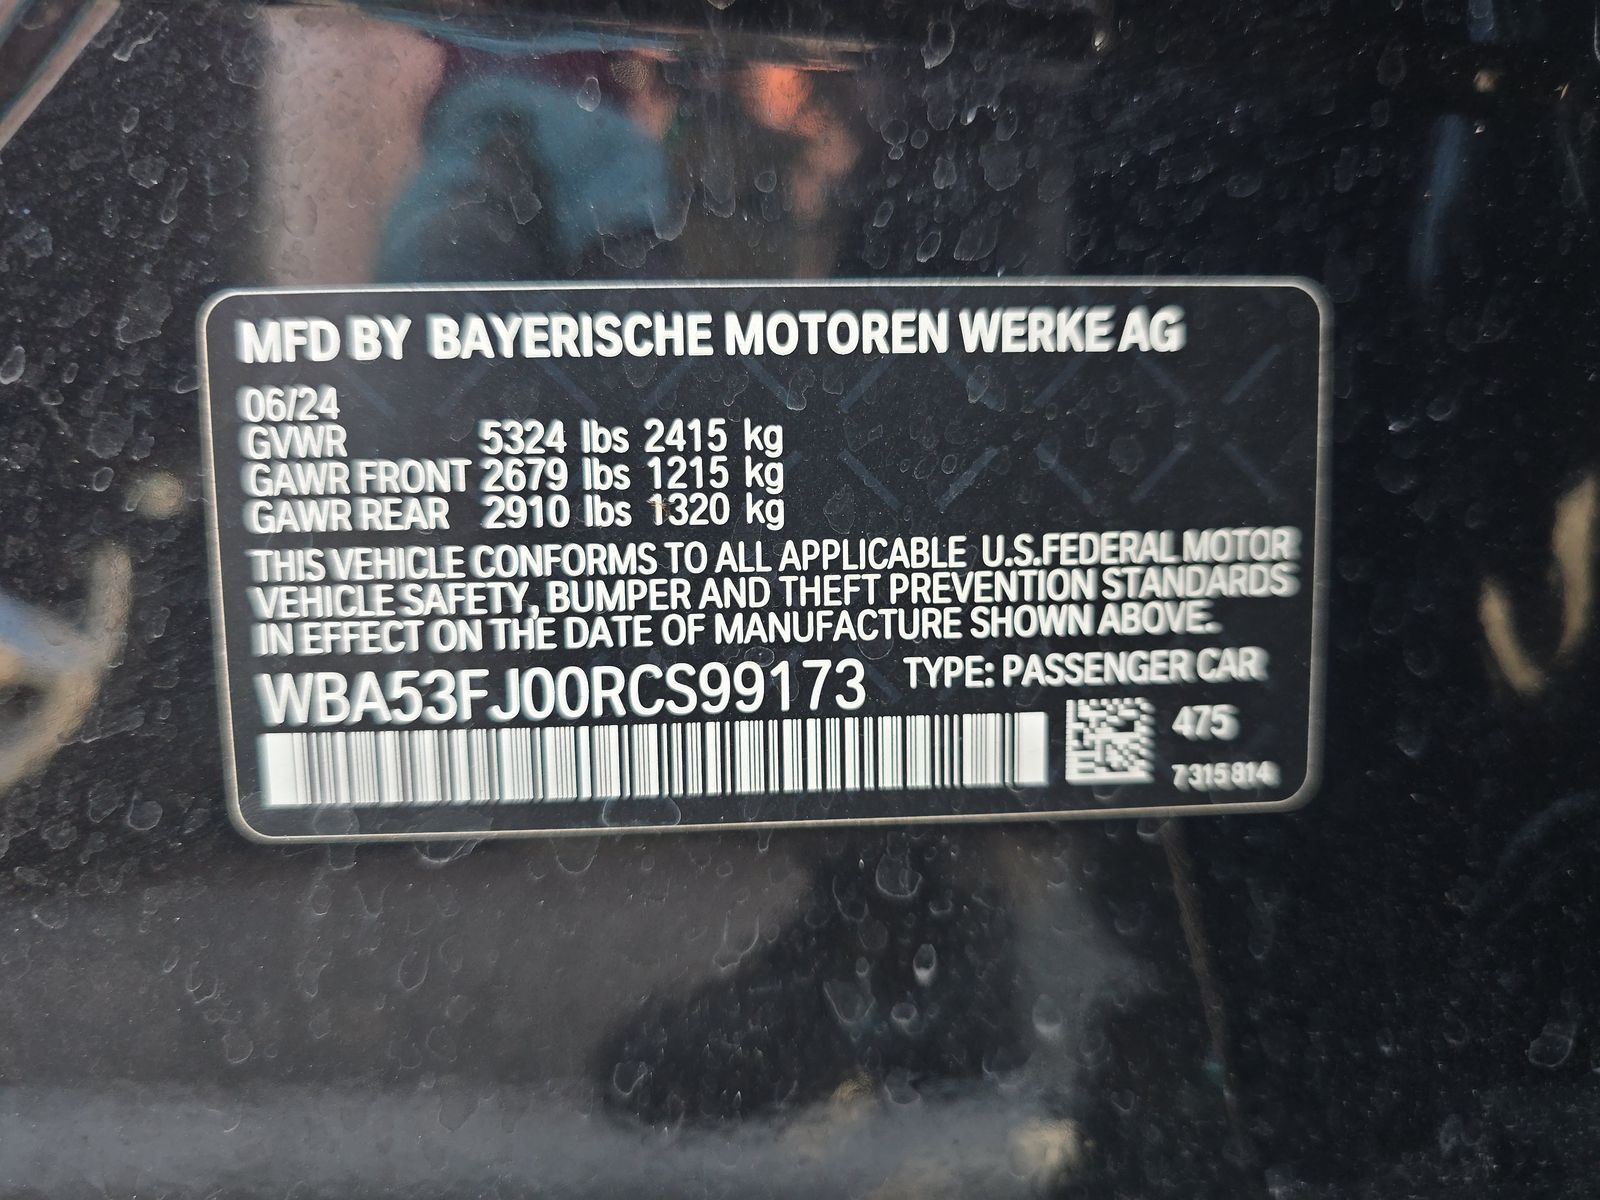 MFD BY BAYERISCHE MOTOREN WERKE AG
06/24
GVWR 5324 lbs 2415 kg
GAWR FRONT 2679 lbs 1215 kg
GAWR REAR 2910 lbs 1320 kg
THIS VEHICLE CONFORMS TO ALL APPLICABLE U.S.FEDERAL MOTOR
VEHICLE SAFETY, BUMPER AND THEFT PREVENTION STANDARDS
IN EFFECT ON THE DATE OF MANUFACTURE SHOWN ABOVE.
WBA53FJ00RCS99173 TYPE: PASSENGER CAR
475
7315814